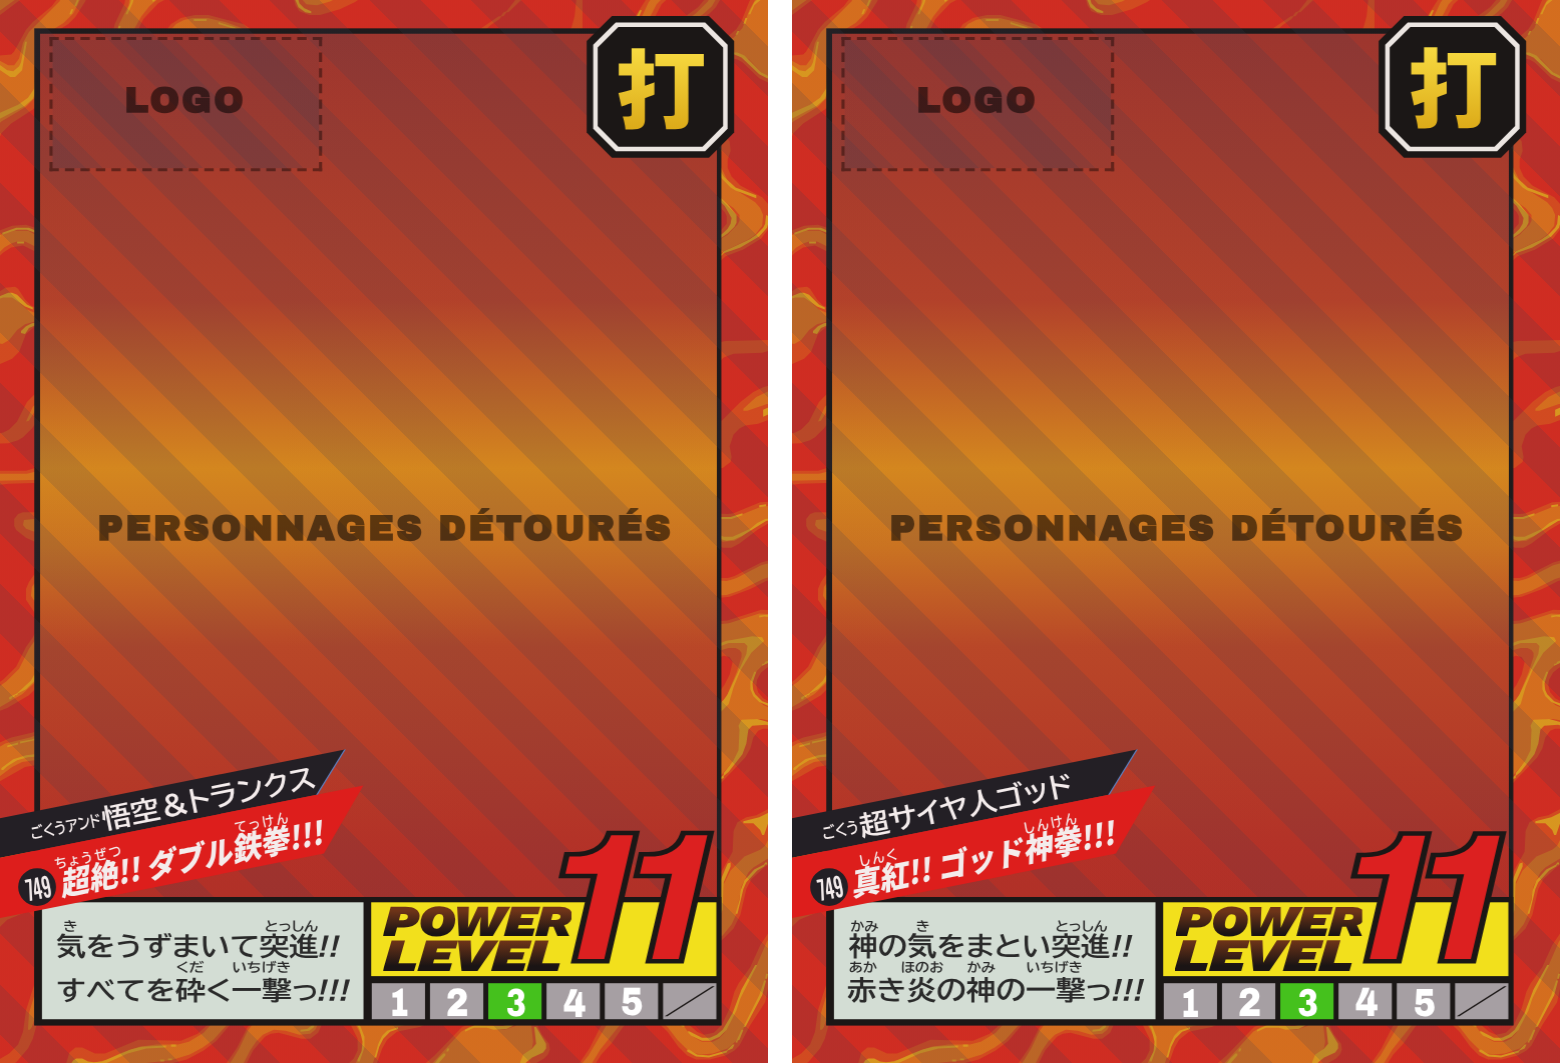 LOGO
打
PERSONNAGES DÉTOURÉS
ごくうアンド
悟空&トランクス
ちょうぜつ てっけん
749 超絶!! ダブル鉄拳!!!
11
POWER
LEVEL
き とっしん
気をうずまいて突進!!
くだ いちげき
すべてを砕く一撃っ!!!
1 2 3 4 5
LOGO
打
PERSONNAGES DÉTOURÉS
ごくう
超サイヤ人ゴッド
しんく しんけん
749 真紅!! ゴッド神拳!!!
11
POWER
LEVEL
かみ き とっしん
神の気をまとい突進!!
あか ほのお かみ いちげき
赤き炎の神の一撃っ!!!
1 2 3 4 5